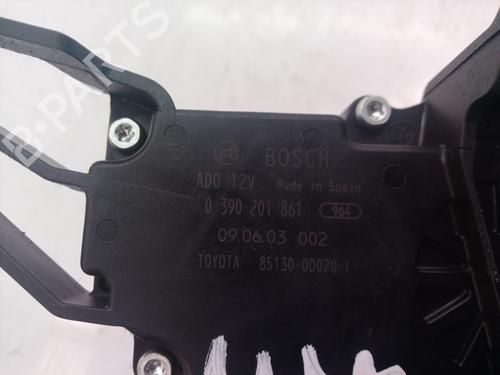 BOSCH
ADO 12V Made in Spain
0 390 201 861 964
09.06.03 002
TOYOTA 85130-0D020-F
B-PARTS